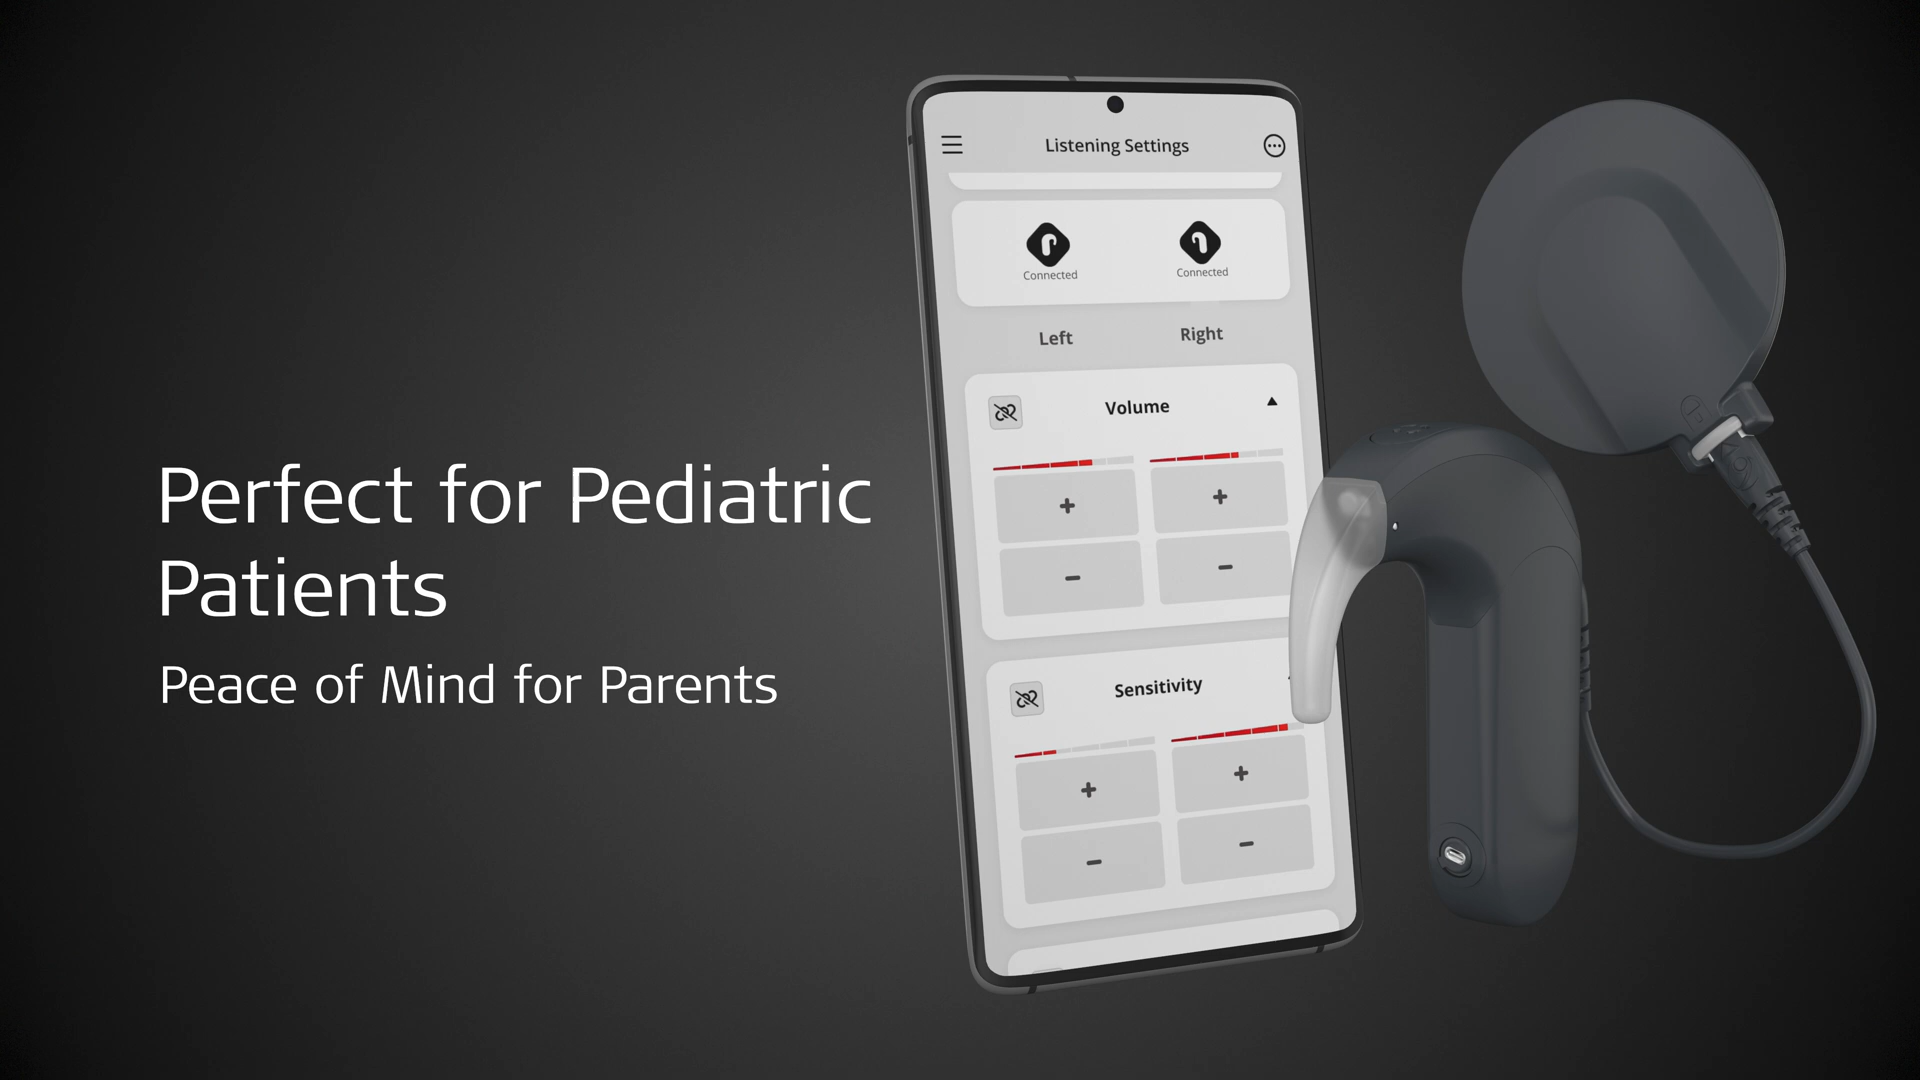 Perfect for Pediatric
Patients
Peace of Mind for Parents
Listening Settings
Connected Connected
Left Right
Volume
+ +
- -
Sensitivity
+ +
- -